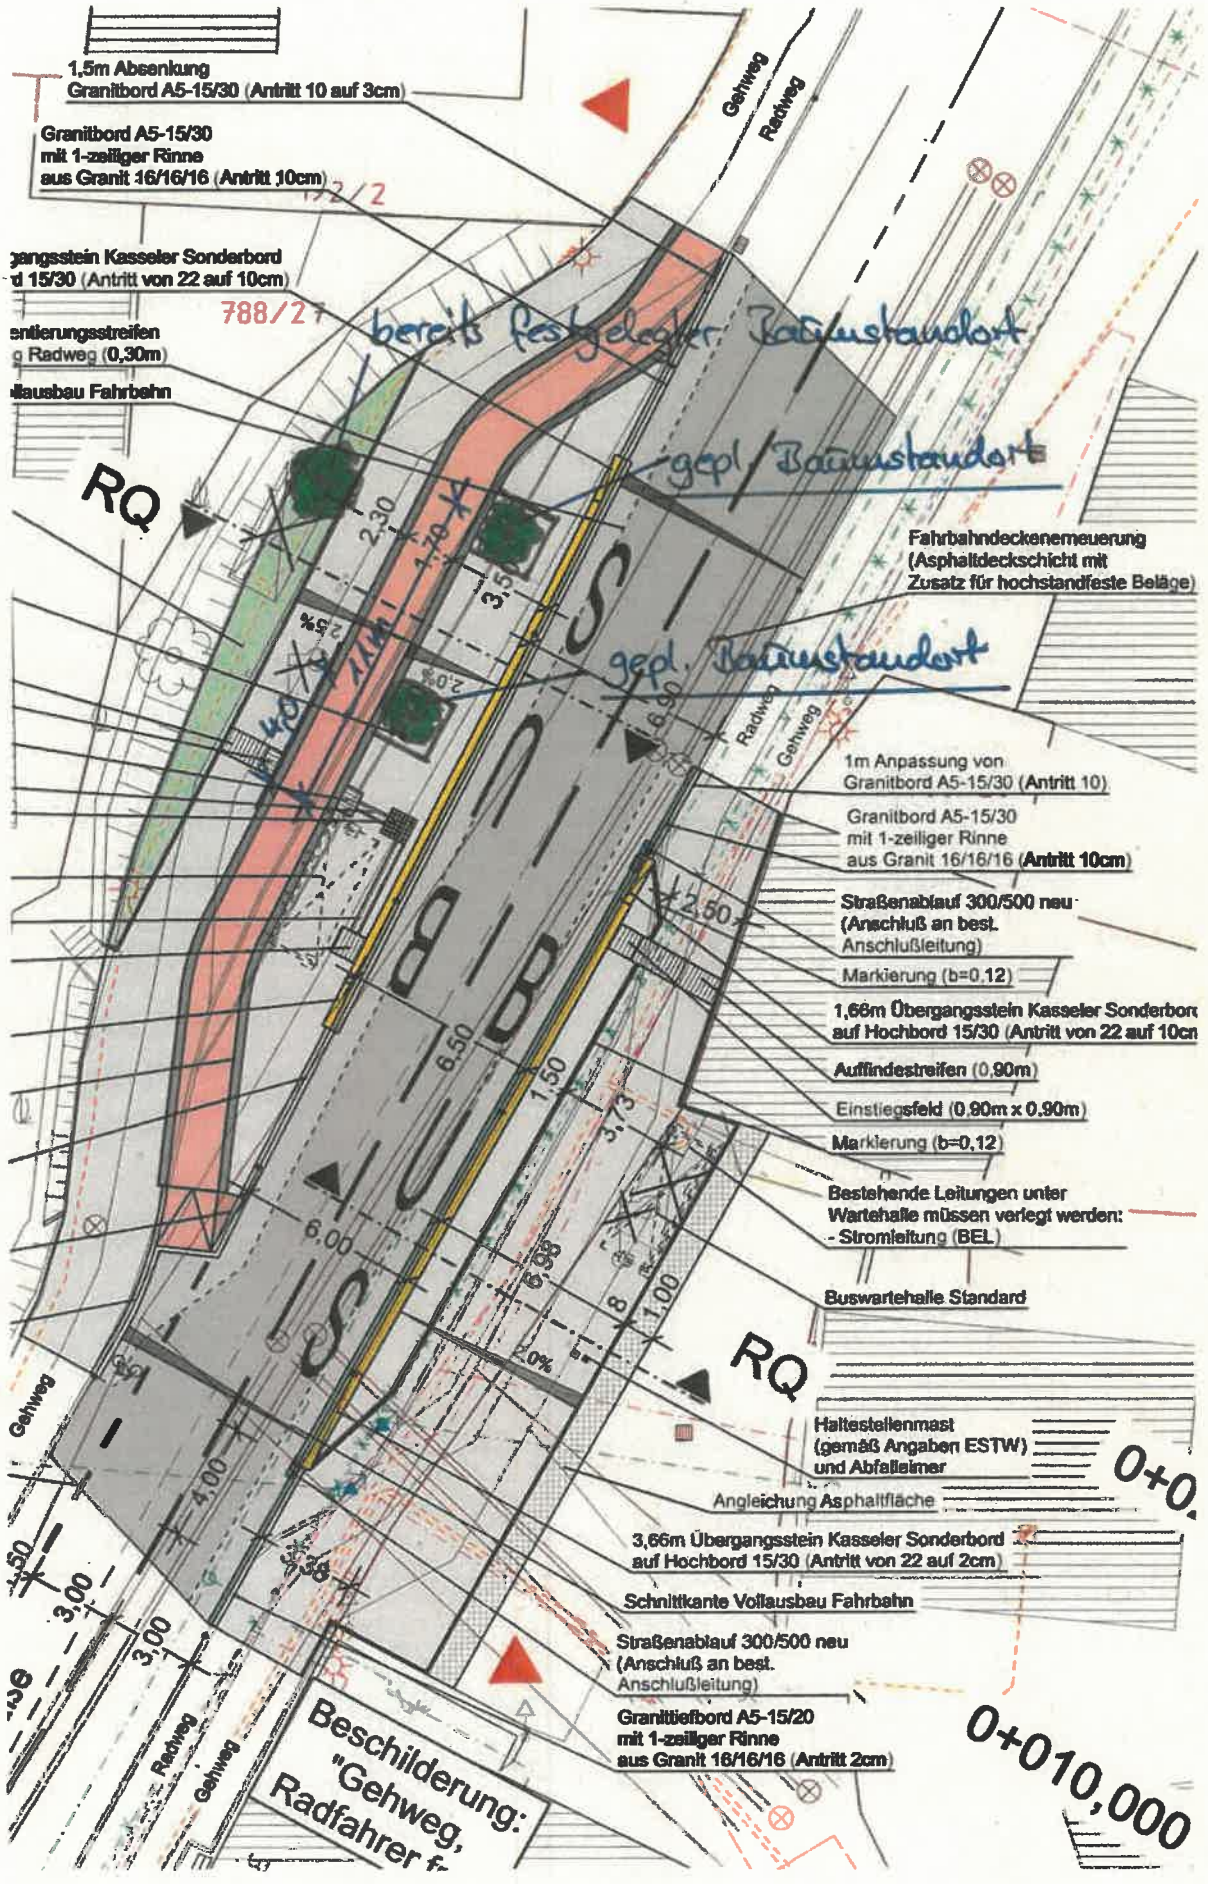 1,5m Absenkung
Granitbord A5-15/30 (Antritt 10 auf 3cm)
Granitbord A5-15/30
mit 1-zeiliger Rinne
aus Granit 16/16/16 (Antritt 10cm)
792/2
gangsstein Kasseler Sonderbord
rd 15/30 (Antritt von 22 auf 10cm)
788/27
entierungsstreifen
g Radweg (0,30m)
llausbau Fahrbahn
Gehweg
Radweg
bereits festgelegter Baumstandort
gepl. Baumstandort
RQ
2,30
1,70
3,5
Fahrbahndeckenerneuerung
(Asphaltdeckschicht mit
Zusatz für hochstandfeste Beläge)
gepl. Baumstandort
11m
4,0
2,5%
2,0%
6,90
Radweg
Gehweg
1m Anpassung von
Granitbord A5-15/30 (Antritt 10)
Granitbord A5-15/30
mit 1-zeiliger Rinne
aus Granit 16/16/16 (Antritt 10cm)
BUS
BUS
2,50
Straßenablauf 300/500 neu
(Anschluß an best.
Anschlußleitung)
Markierung (b=0,12)
1,66m Übergangsstein Kasseler Sonderbord
auf Hochbord 15/30 (Antritt von 22 auf 10cm
6,50
1,50
3,73
Auffindestreifen (0,90m)
Einstiegsfeld (0,90m x 0,90m)
Markierung (b=0,12)
Bestehende Leitungen unter
Wartehalle müssen verlegt werden:
- Stromleitung (BEL)
6,00
6,98
8
1,00
Buswartehalle Standard
2,0%
RQ
Haltestellenmast
(gemäß Angaben ESTW)
und Abfalleimer
0+0
Gehweg
4,00
Angleichung Asphaltfläche
3,66m Übergangsstein Kasseler Sonderbord
auf Hochbord 15/30 (Antritt von 22 auf 2cm)
Schnittkante Vollausbau Fahrbahn
,50
3,00
3,00
Straßenablauf 300/500 neu
(Anschluß an best.
Anschlußleitung)
Granittiefbord A5-15/20
mit 1-zeiliger Rinne
aus Granit 16/16/16 (Antritt 2cm)
0+010,000
Radweg
Gehweg
Beschilderung:
"Gehweg,
Radfahrer fr